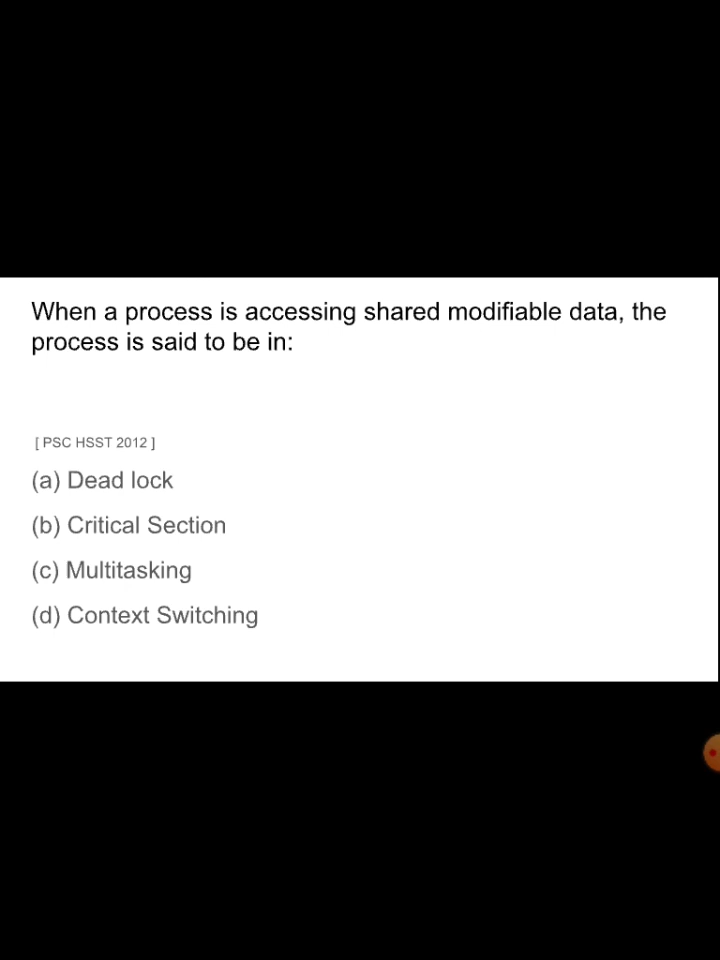 When a process is accessing shared modifiable data, the
process is said to be in:
[ PSC HSST 2012 ]
(a) Dead lock
(b) Critical Section
(c) Multitasking
(d) Context Switching